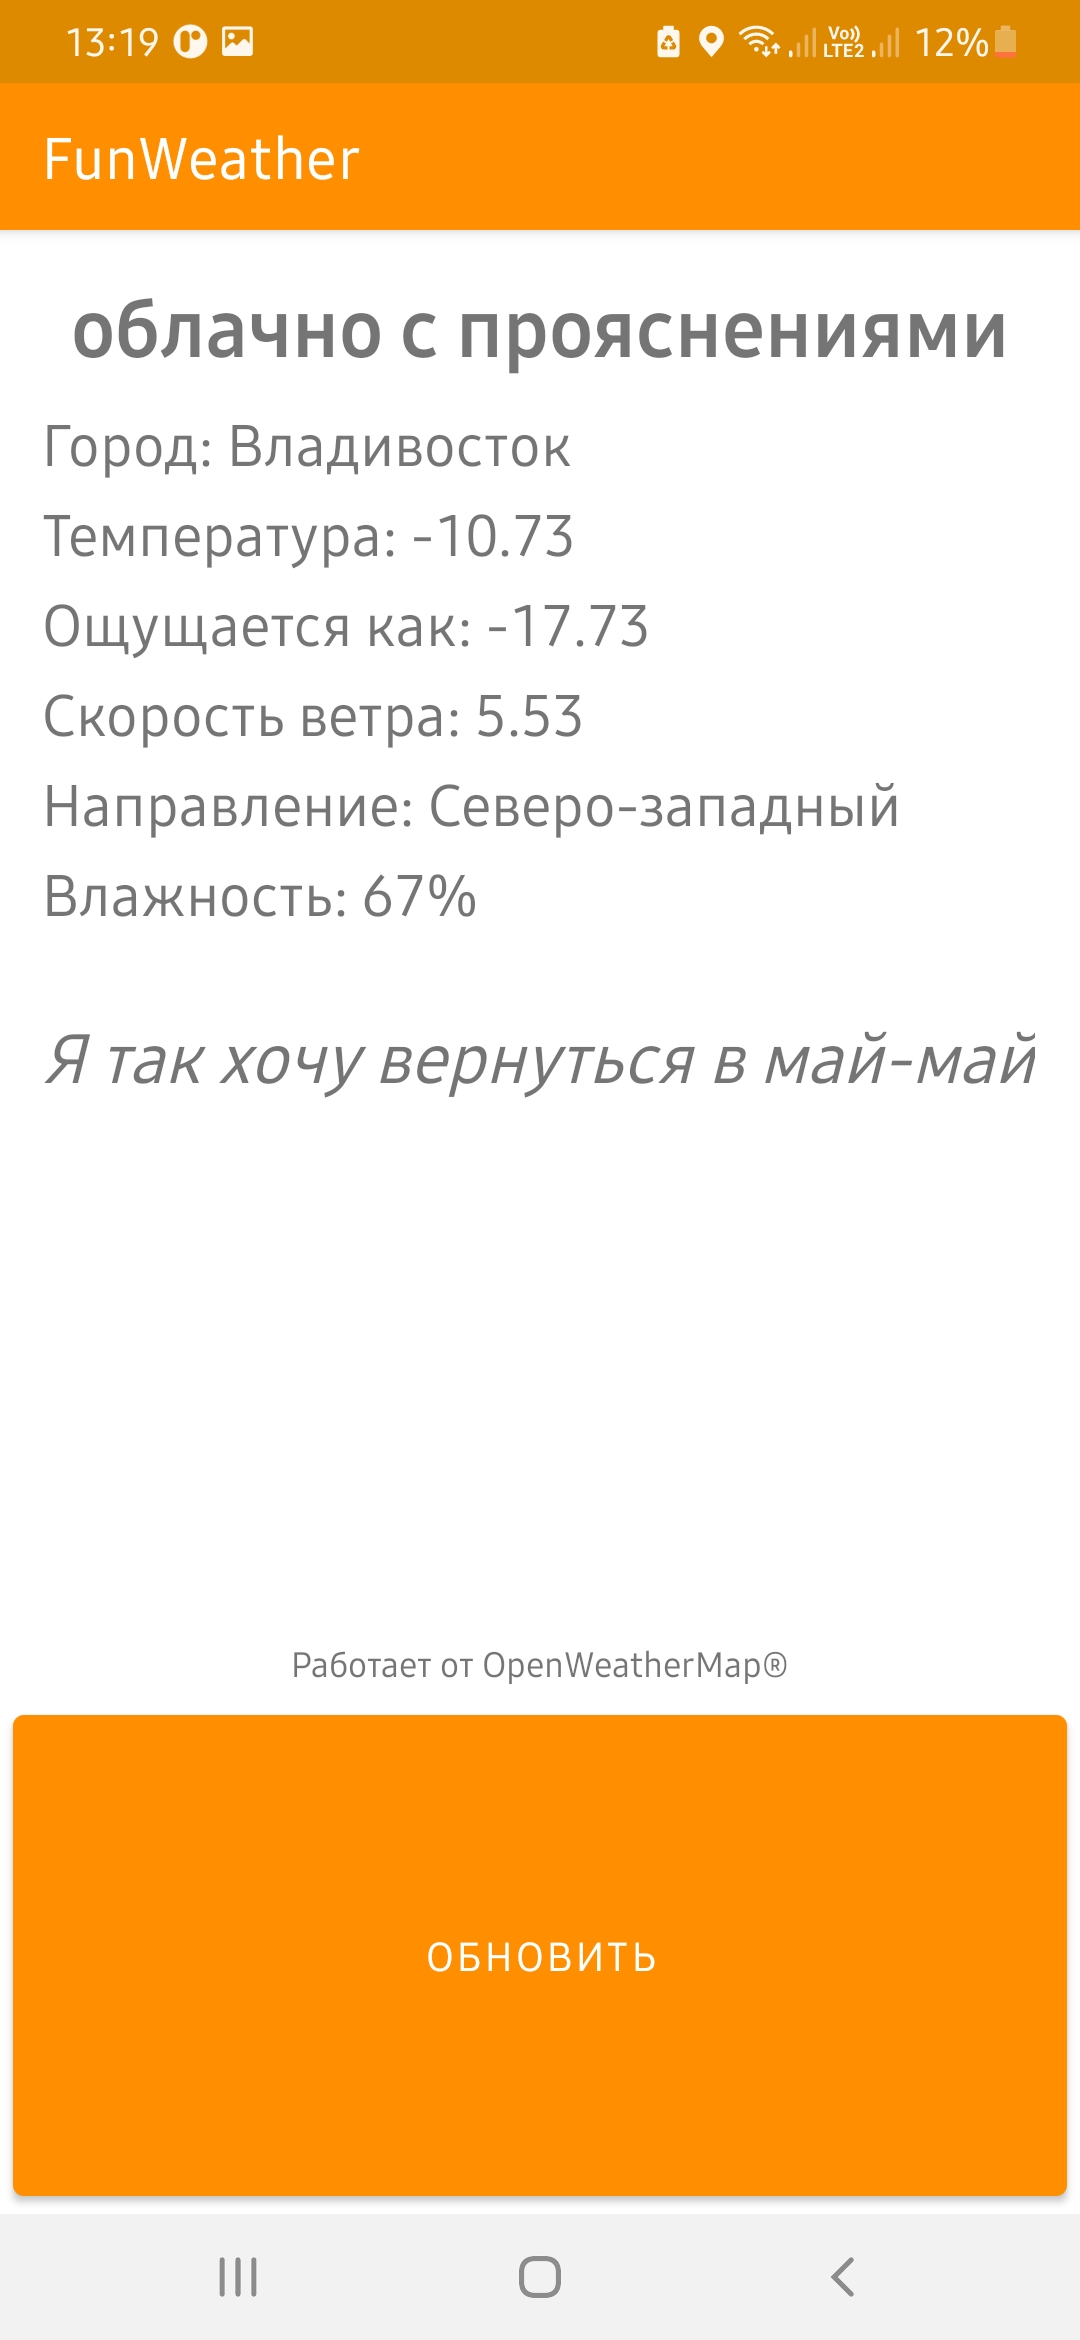 13:19
Vo))
LTE2
12%
FunWeather
облачно с прояснениями
Город: Владивосток
Температура: -10.73
Ощущается как: -17.73
Скорость ветра: 5.53
Направление: Северо-западный
Влажность: 67%
Я так хочу вернуться в май-май
Работает от OpenWeatherMap®
ОБНОВИТЬ